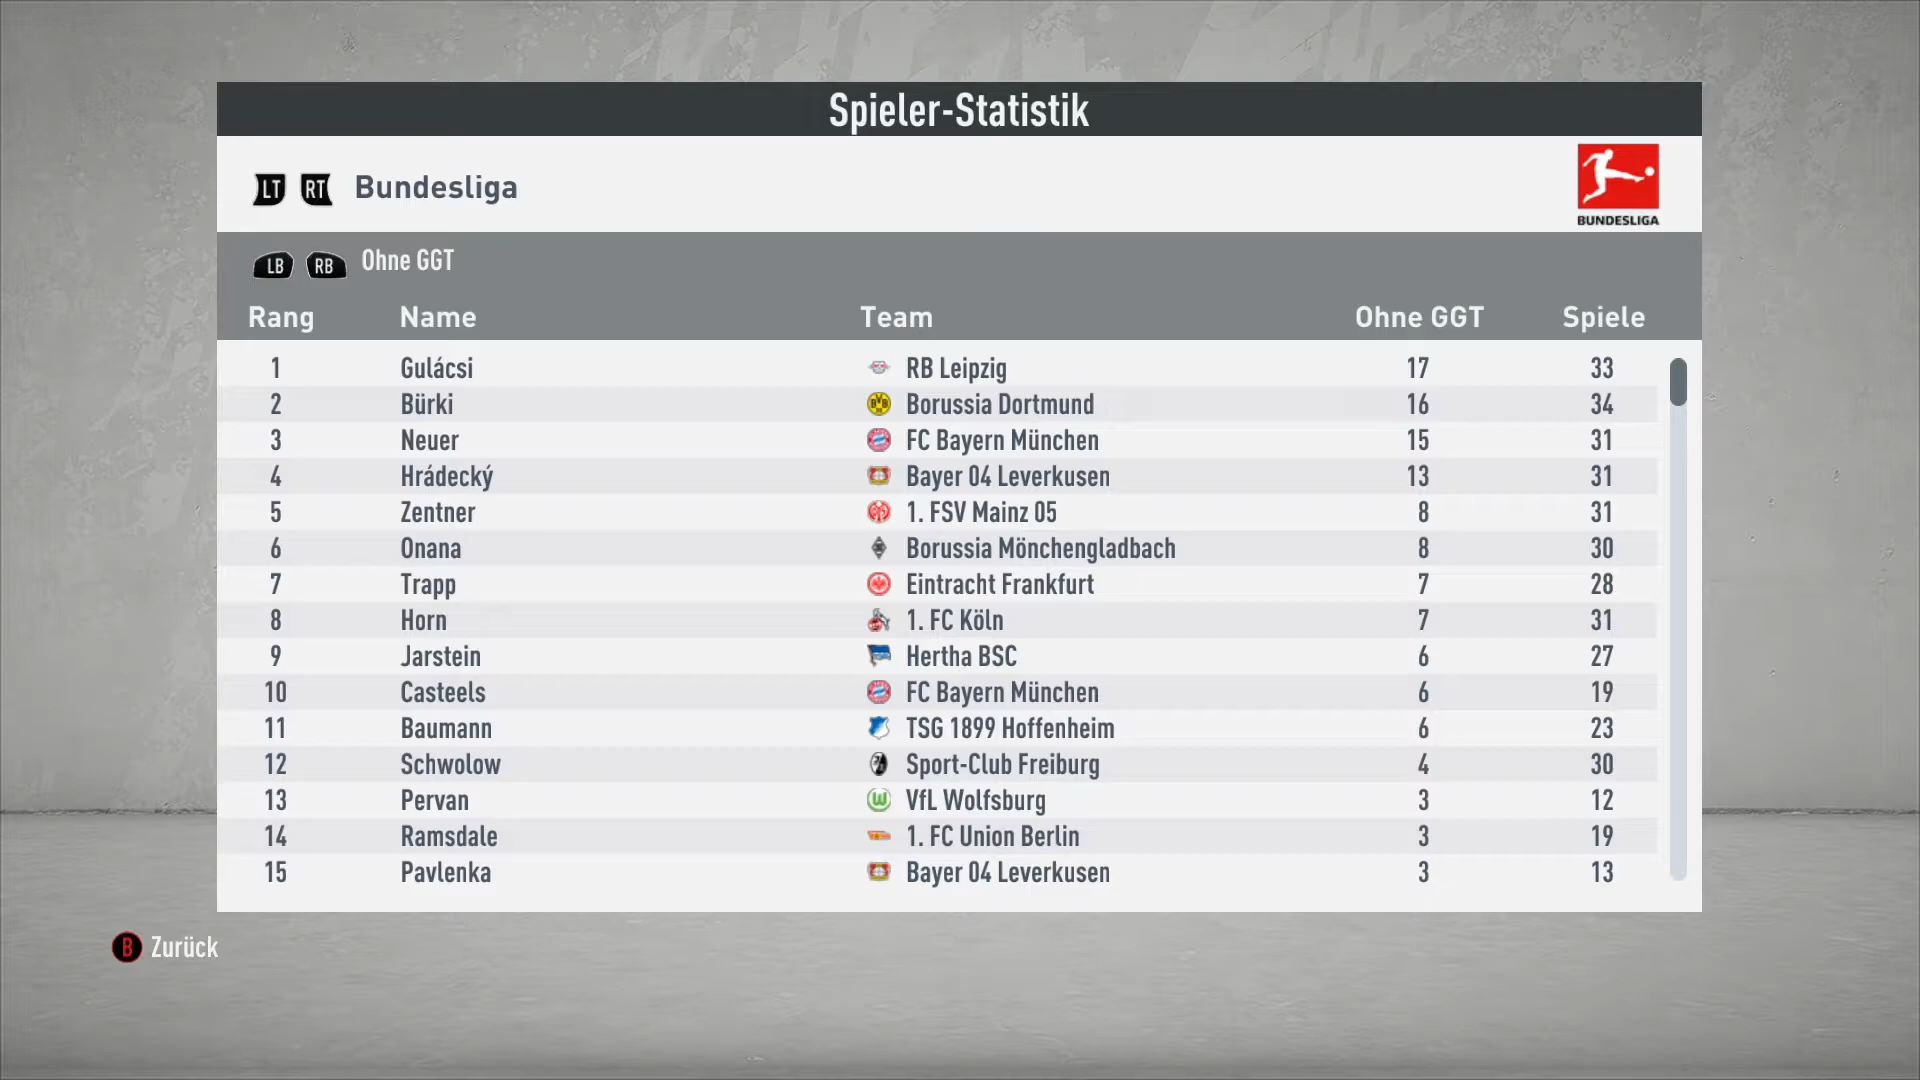 Spieler-Statistik
LT RT Bundesliga
BUNDESLIGA
LB RB Ohne GGT
Rang Name Team Ohne GGT Spiele
1 Gulácsi RB Leipzig 17 33
2 Bürki Borussia Dortmund 16 34
3 Neuer FC Bayern München 15 31
4 Hrádecký Bayer 04 Leverkusen 13 31
5 Zentner 1. FSV Mainz 05 8 31
6 Onana Borussia Mönchengladbach 8 30
7 Trapp Eintracht Frankfurt 7 28
8 Horn 1. FC Köln 7 31
9 Jarstein Hertha BSC 6 27
10 Casteels FC Bayern München 6 19
11 Baumann TSG 1899 Hoffenheim 6 23
12 Schwolow Sport-Club Freiburg 4 30
13 Pervan VfL Wolfsburg 3 12
14 Ramsdale 1. FC Union Berlin 3 19
15 Pavlenka Bayer 04 Leverkusen 3 13
B Zurück